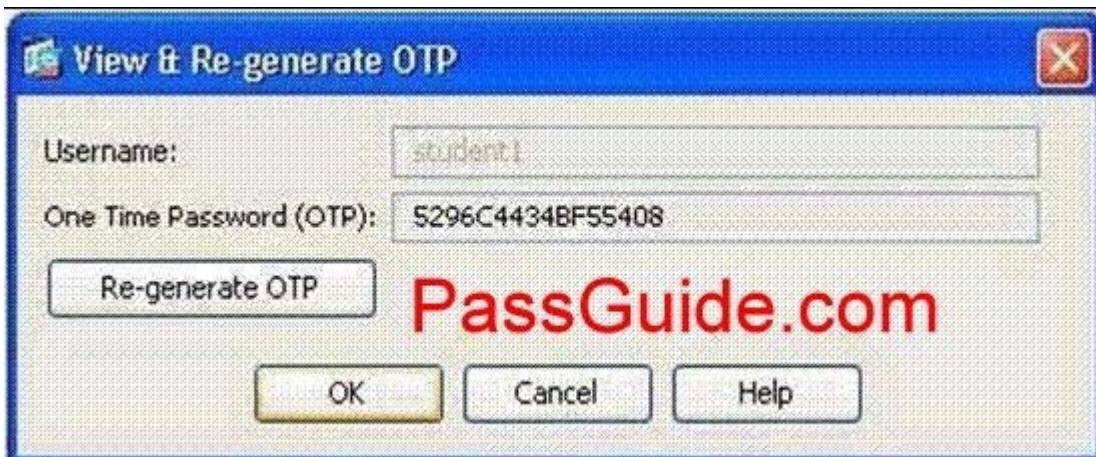 View & Re-generate OTP
Username: student1
One Time Password (OTP): 5296C4434BF55408
Re-generate OTP
PassGuide.com
OK Cancel Help